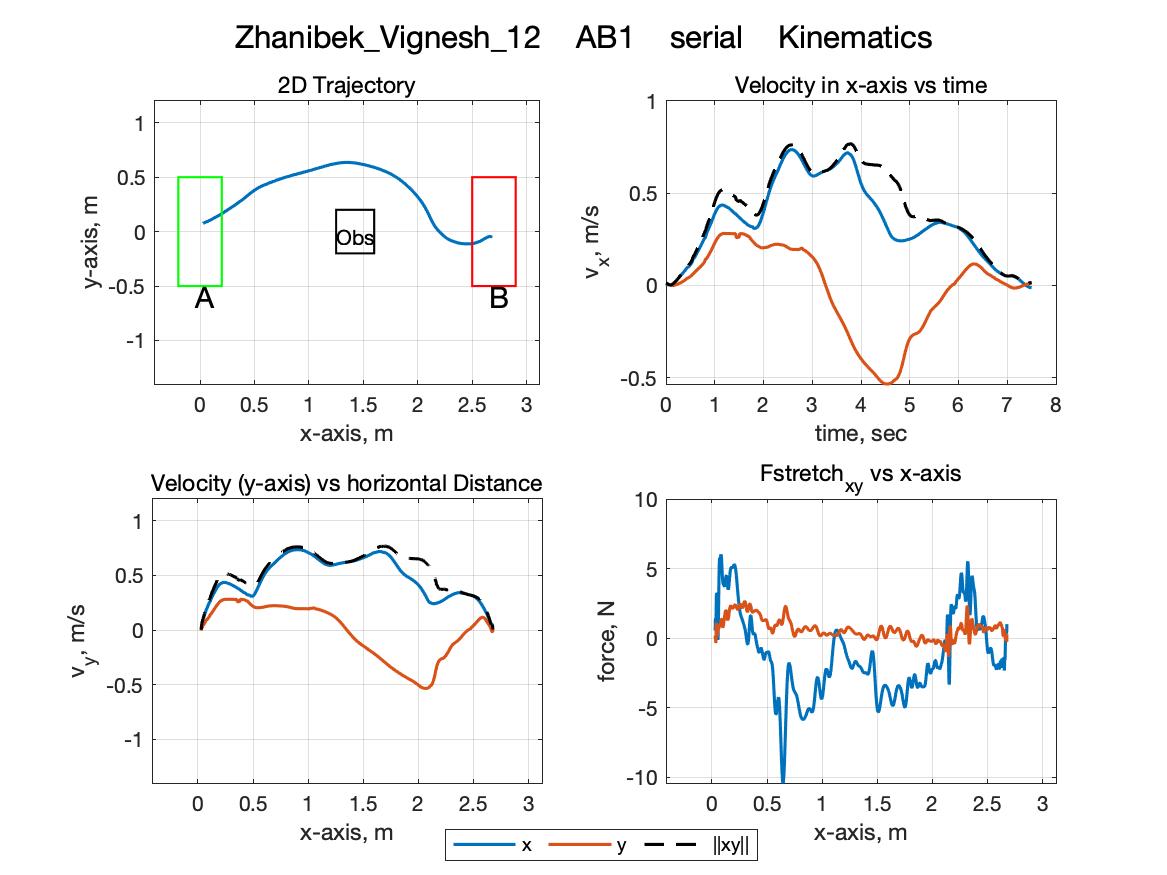 Zhanibek_Vignesh_12 AB1 serial Kinematics
2D Trajectory
1
0.5
0
-0.5
-1
y-axis, m
A
Obs
B
0 0.5 1 1.5 2 2.5 3
x-axis, m
Velocity in x-axis vs time
1
0.5
0
-0.5
v_x, m/s
0 1 2 3 4 5 6 7 8
time, sec
Velocity (y-axis) vs horizontal Distance
1
0.5
0
-0.5
-1
v_y, m/s
0 0.5 1 1.5 2 2.5 3
x-axis, m
Fstretch_xy vs x-axis
10
5
0
-5
-10
force, N
0 0.5 1 1.5 2 2.5 3
x-axis, m
x y ||xy||